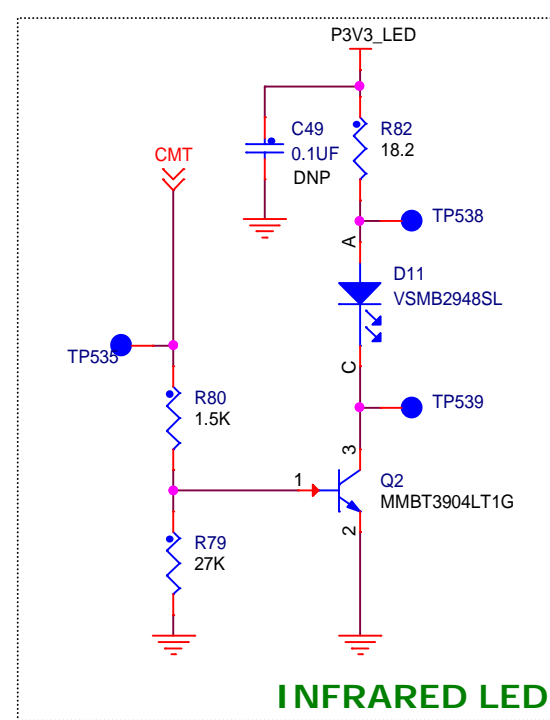 P3V3_LED
C49
0.1UF
DNP
R82
18.2
CMT
TP538
A
D11
VSMB2948SL
TP535
C
R80
1.5K
TP539
3
1
Q2
MMBT3904LT1G
2
R79
27K
INFRARED LED